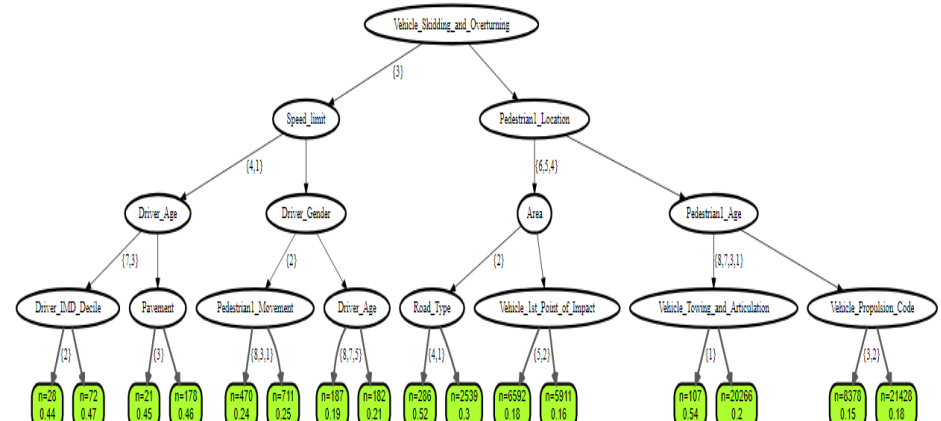 Vehicle_Skidding_and_Overturning
{3}
Speed_limit
Pedestrian1_Location
{4,1}
{6,5,4}
Driver_Age
Driver_Gender
Area
Pedestrian1_Age
{7,3}
{2}
{2}
{8,7,3,1}
Driver_IMD_Decile
Pavement
Pedestrian1_Movement
Driver_Age
Road_Type
Vehicle_1st_Point_of_Impact
Vehicle_Towing_and_Articulation
Vehicle_Propulsion_Code
{2}
{3}
{8,3,1}
{8,7,5}
{4,1}
{5,2}
{1}
{3,2}
n=28
0.44
n=72
0.47
n=21
0.45
n=178
0.46
n=470
0.24
n=711
0.25
n=187
0.19
n=182
0.21
n=286
0.52
n=2539
0.3
n=6592
0.18
n=5911
0.16
n=107
0.54
n=20266
0.2
n=8378
0.15
n=21428
0.18